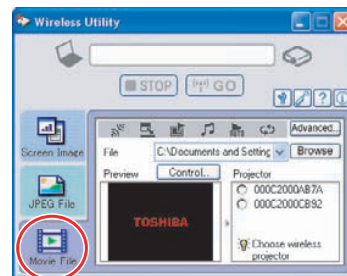 Wireless Utility
STOP
GO
Screen Image
JPEG File
Movie File
Advanced...
File
C:\Documents and Setting
Browse
Preview
Control...
Projector
TOSHIBA
000C2000AB7A
000C2000CB92
Choose wireless
projector